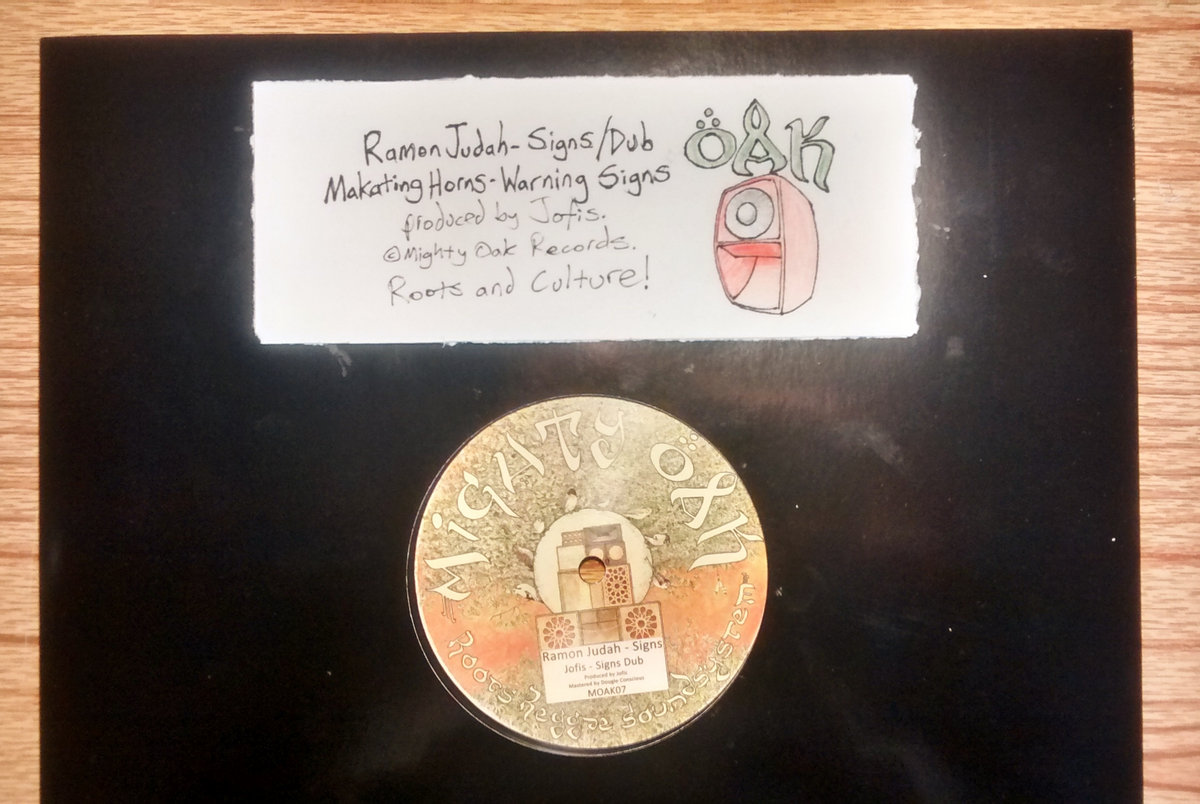 Ramon Judah - Signs/Dub
Makating Horns - Warning Signs
produced by Jofis.
©Mighty Oak Records.
Roots and Culture!
ÖAK
MiGHTY ÖAK
Ramon Judah - Signs
Jofis - Signs Dub
Produced by Jofis
Mastered by Dougie Conscious
MOAK07
Roots Reggae Soundsystem